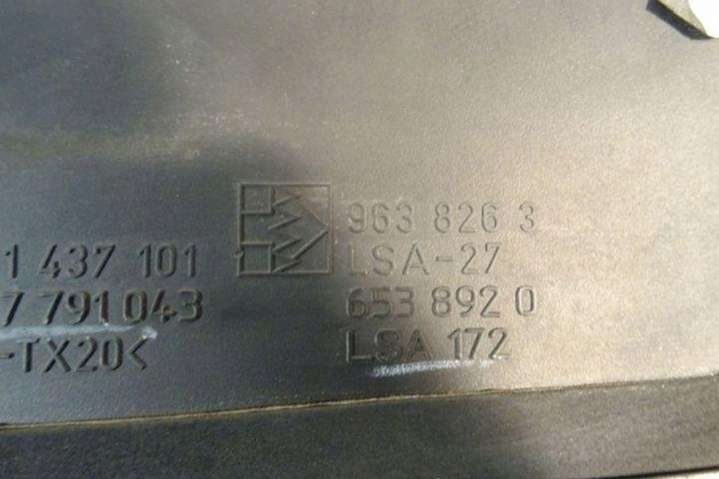 963 826 3
1 437 101 LSA-27
7 791 043 653 892 0
-TX20< LSA 172